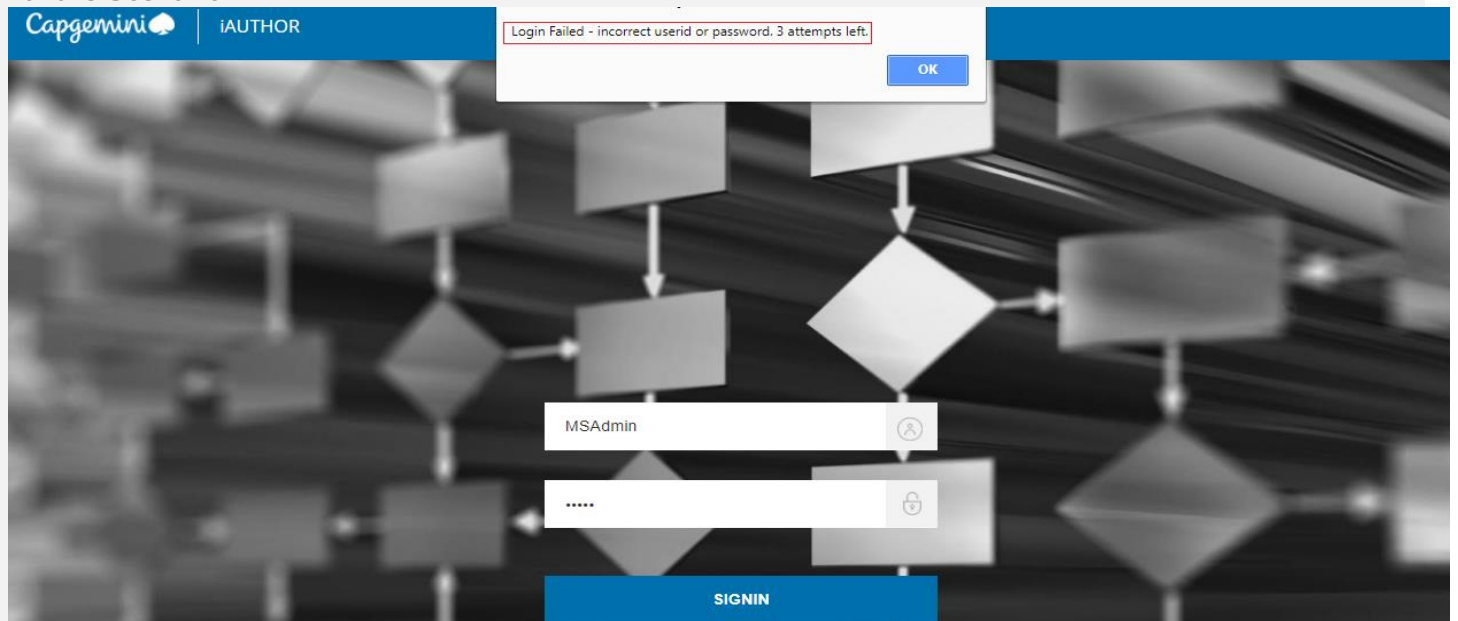 Capgemini
iAUTHOR
Login Failed - incorrect userid or password. 3 attempts left.
OK
MSAdmin
•••••
SIGNIN